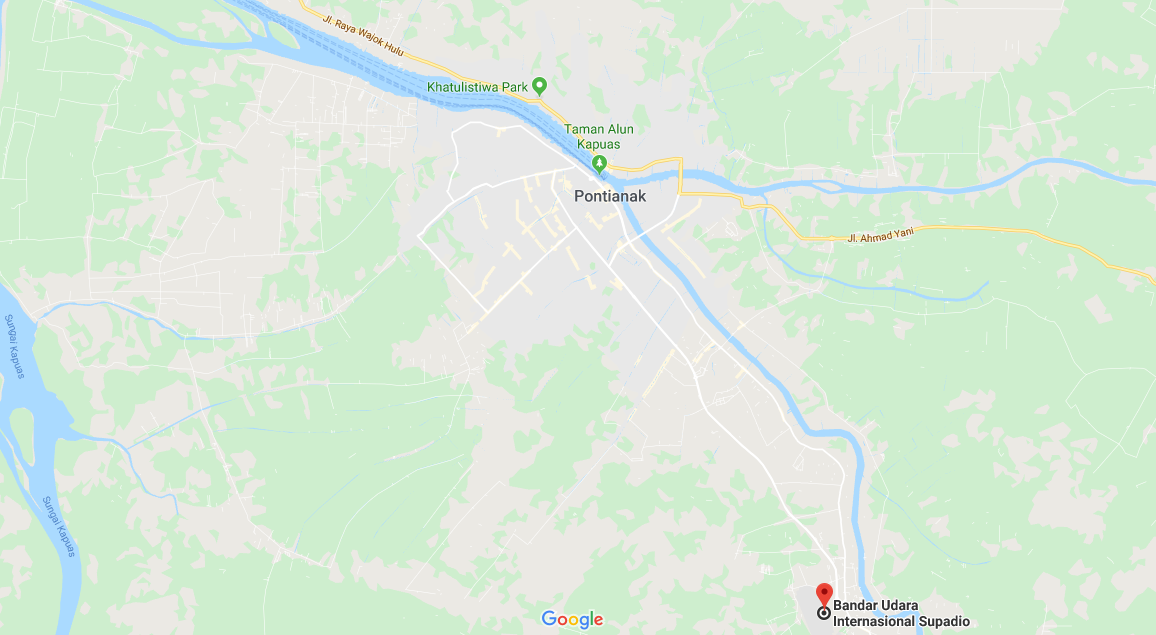 Jl. Raya Wajok Hulu
Khatulistiwa Park
Taman Alun
Kapuas
Pontianak
Jl. Ahmad Yani
Sungai Kapuas
Sungai Kapuas
Bandar Udara
Internasional Supadio
Google